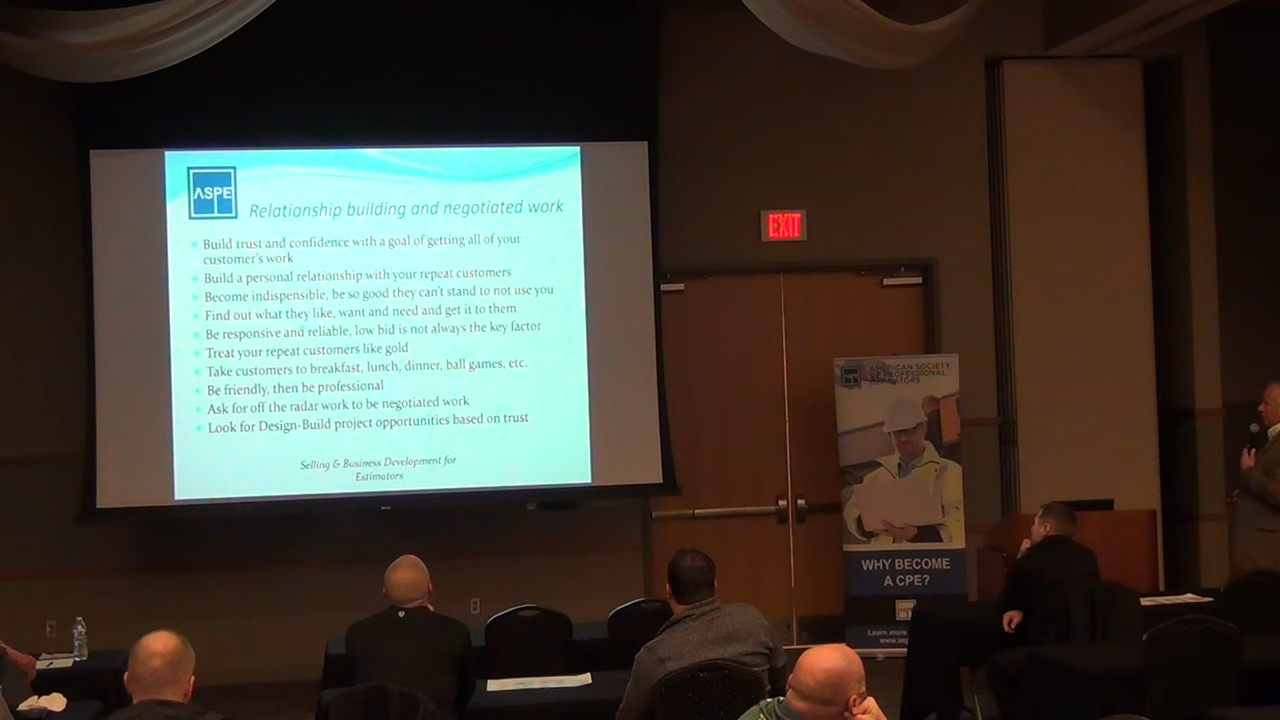 ASPE
Relationship building and negotiated work
Build trust and confidence with a goal of getting all of your
customer's work
Build a personal relationship with your repeat customers
Become indispensible, be so good they can't stand to not use you
Find out what they like, want and need and get it to them
Be responsive and reliable, low bid is not always the key factor
Treat your repeat customers like gold
Take customers to breakfast, lunch, dinner, ball games, etc.
Be friendly, then be professional
Ask for off the radar work to be negotiated work
Look for Design-Build project opportunities based on trust
Selling & Business Development for
Estimators
EXIT
AMERICAN SOCIETY
OF PROFESSIONAL
ESTIMATORS
WHY BECOME
A CPE?
Learn more
www.asp